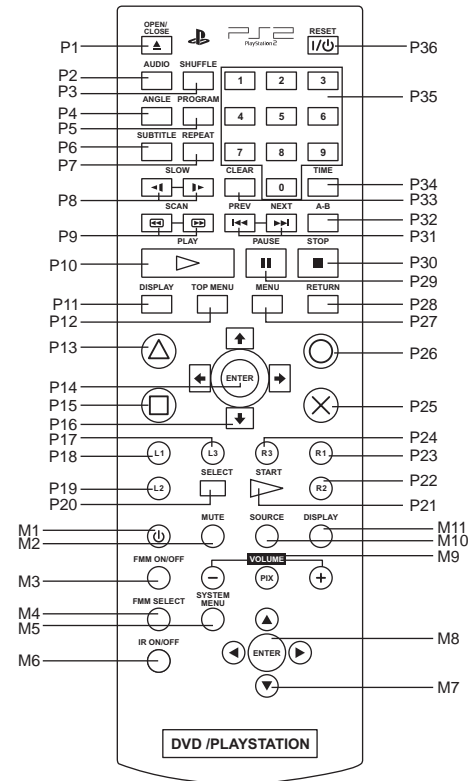 OPEN/ RESET
CLOSE
P1 PS2 I/⏻ P36
PlayStation 2
AUDIO SHUFFLE
P2 1 2 3
P3 P35
ANGLE PROGRAM
P4 4 5 6
P5
SUBTITLE REPEAT
P6 7 8 9
P7
SLOW CLEAR TIME
P8 0 P34
P33
SCAN PREV NEXT A-B
P9 P32
P31
PLAY PAUSE STOP
P10 P30
P29
DISPLAY TOP MENU MENU RETURN
P11 P28
P12 P27
P13 P26
P14 ENTER
P15 P25
P16
P17 P24
P18 L1 L3 R3 R1 P23
SELECT START
P19 L2 R2 P22
P20 P21
MUTE SOURCE DISPLAY
M1 M11
M2 M10
M9
FMM ON/OFF VOLUME
M3 − PIX +
FMM SELECT SYSTEM
MENU
M4
M5
IR ON/OFF ENTER M8
M6
M7
DVD /PLAYSTATION